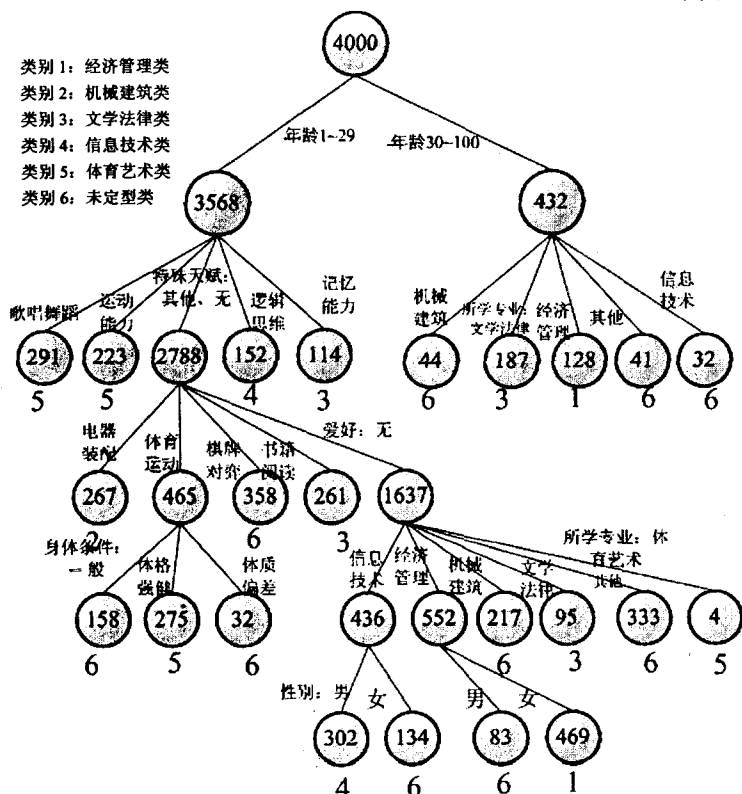 4000
类别 1：经济管理类
类别 2：机械建筑类
类别 3：文学法律类
类别 4：信息技术类
类别 5：体育艺术类
类别 6：未定型类
年龄1~29
年龄30~100
3568
432
歌唱舞蹈
运动
能力
特殊天赋：
其他、无
逻辑
思维
记忆
能力
机械
建筑
所学专业：
文学法律
经济
管理
其他
信息
技术
291
223
2788
152
114
44
187
128
41
32
5
5
4
3
6
3
1
6
6
电器
装配
体育
运动
棋牌
对弈
书籍
阅读
爱好：无
267
465
358
261
1637
2
6
3
身体条件：
一般
体格
强健
体质
偏差
信息
技术
经济
管理
机械
建筑
文学
法律
其他
所学专业：体
育艺术
158
275
32
436
552
217
95
333
4
6
5
6
6
3
6
5
性别：男
女
男
女
302
134
83
469
4
6
6
1